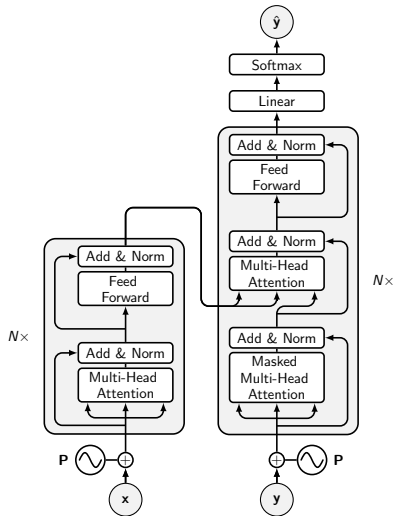 ŷ
Softmax
Linear
Add & Norm
Feed
Forward
Add & Norm
Multi-Head
Attention
N×
Add & Norm
Masked
Multi-Head
Attention
P
y
Add & Norm
Feed
Forward
N×
Add & Norm
Multi-Head
Attention
P
x